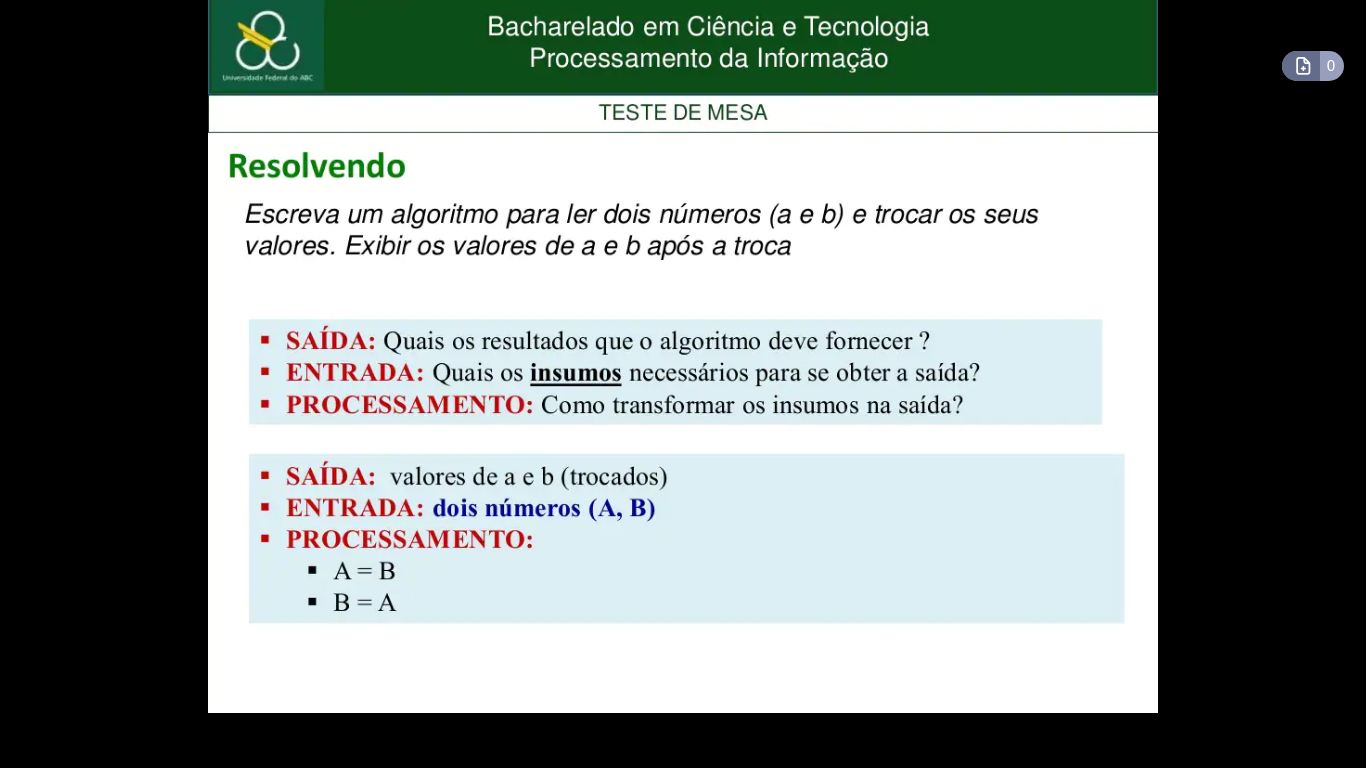 Bacharelado em Ciência e Tecnologia
Processamento da Informação
Universidade Federal do ABC
0
TESTE DE MESA
Resolvendo
Escreva um algoritmo para ler dois números (a e b) e trocar os seus
valores. Exibir os valores de a e b após a troca
▪ SAÍDA: Quais os resultados que o algoritmo deve fornecer ?
▪ ENTRADA: Quais os insumos necessários para se obter a saída?
▪ PROCESSAMENTO: Como transformar os insumos na saída?
▪ SAÍDA: valores de a e b (trocados)
▪ ENTRADA: dois números (A, B)
▪ PROCESSAMENTO:
▪ A = B
▪ B = A